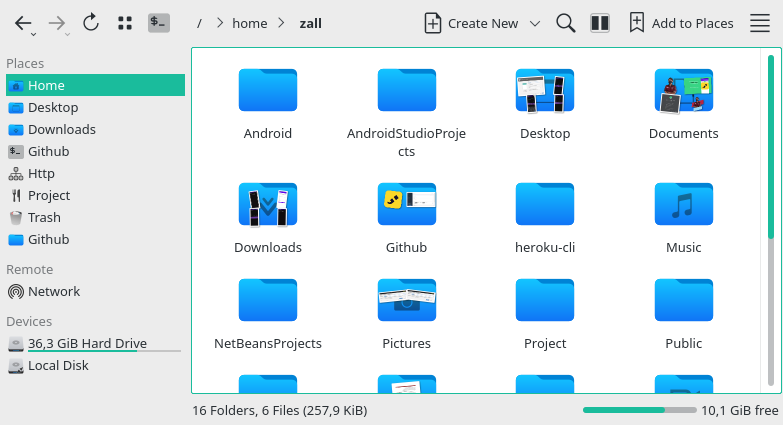 / > home > zall
Create New
Add to Places
Places
Home
Desktop
Downloads
Github
Http
Project
Trash
Github
Remote
Network
Devices
36,3 GiB Hard Drive
Local Disk
Android
AndroidStudioProje
cts
Desktop
Documents
Downloads
Github
heroku-cli
Music
NetBeansProjects
Pictures
Project
Public
16 Folders, 6 Files (257,9 KiB)
10,1 GiB free